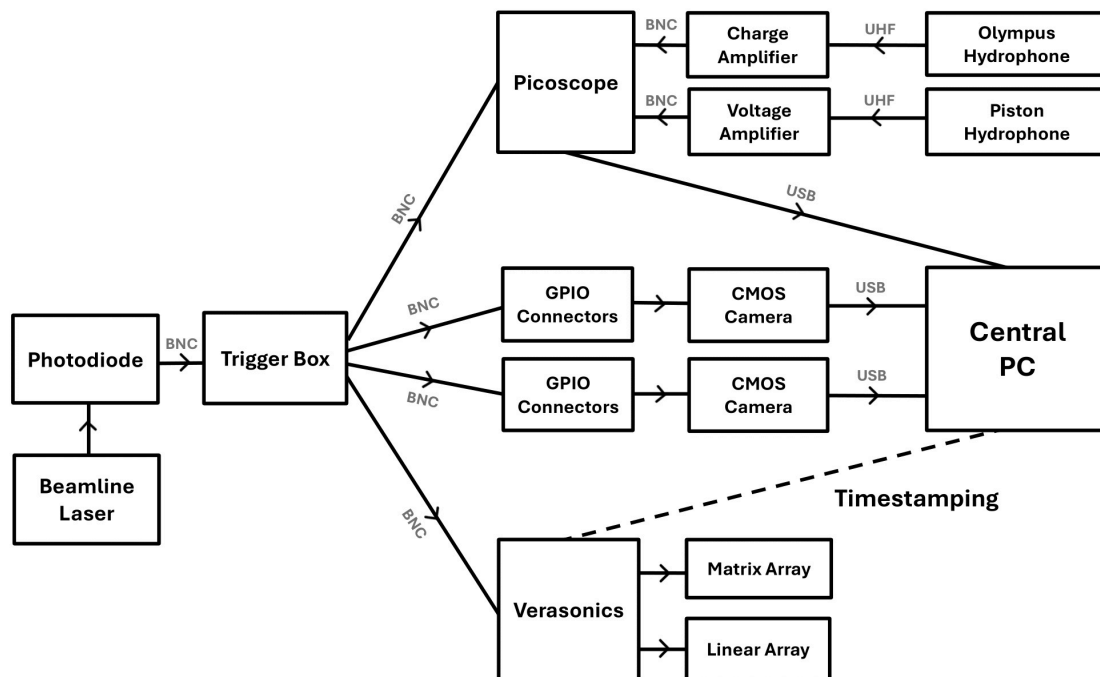 BNC
Charge
Amplifier
UHF
Olympus
Hydrophone
Picoscope
BNC
Voltage
Amplifier
UHF
Piston
Hydrophone
BNC
USB
BNC
GPIO
Connectors
CMOS
Camera
USB
Central
PC
Photodiode
BNC
Trigger Box
BNC
GPIO
Connectors
CMOS
Camera
USB
Beamline
Laser
BNC
Timestamping
Verasonics
Matrix Array
Linear Array